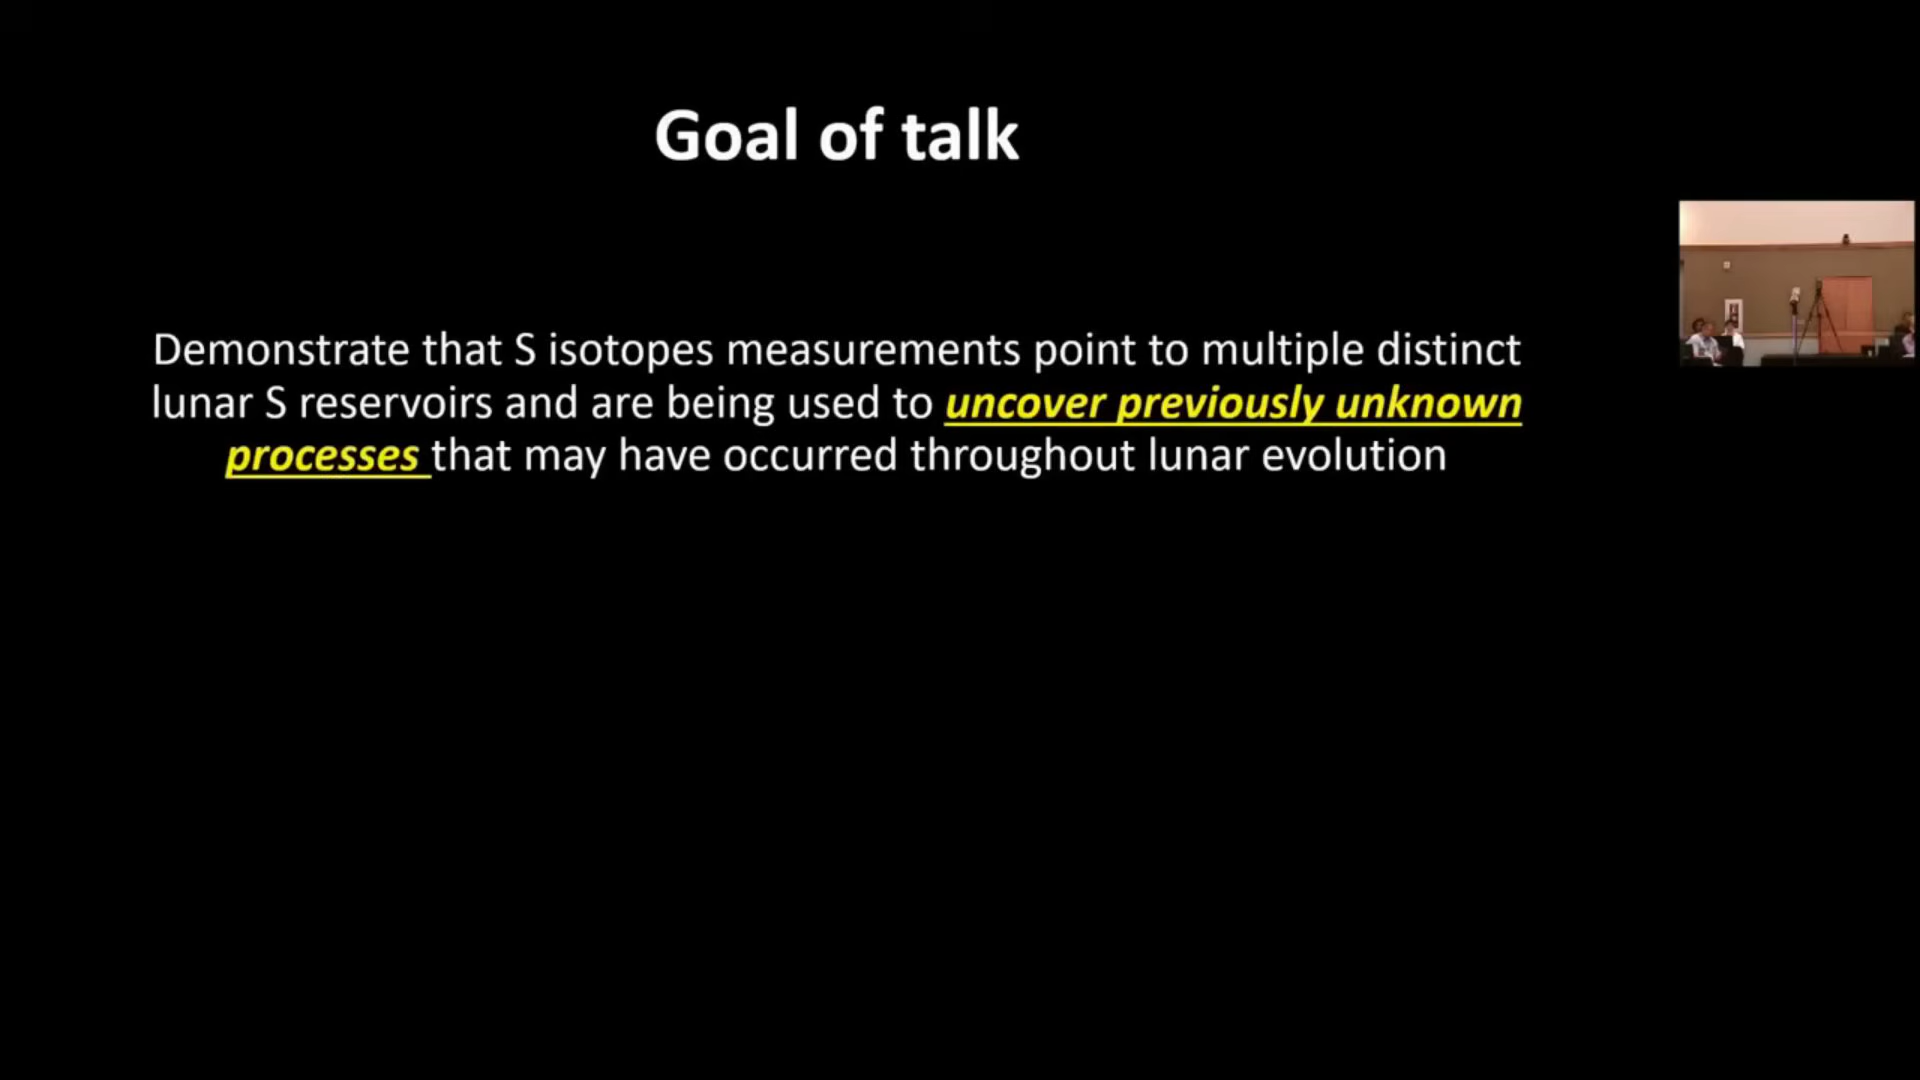 Goal of talk
Demonstrate that S isotopes measurements point to multiple distinct
lunar S reservoirs and are being used to uncover previously unknown
processes that may have occurred throughout lunar evolution